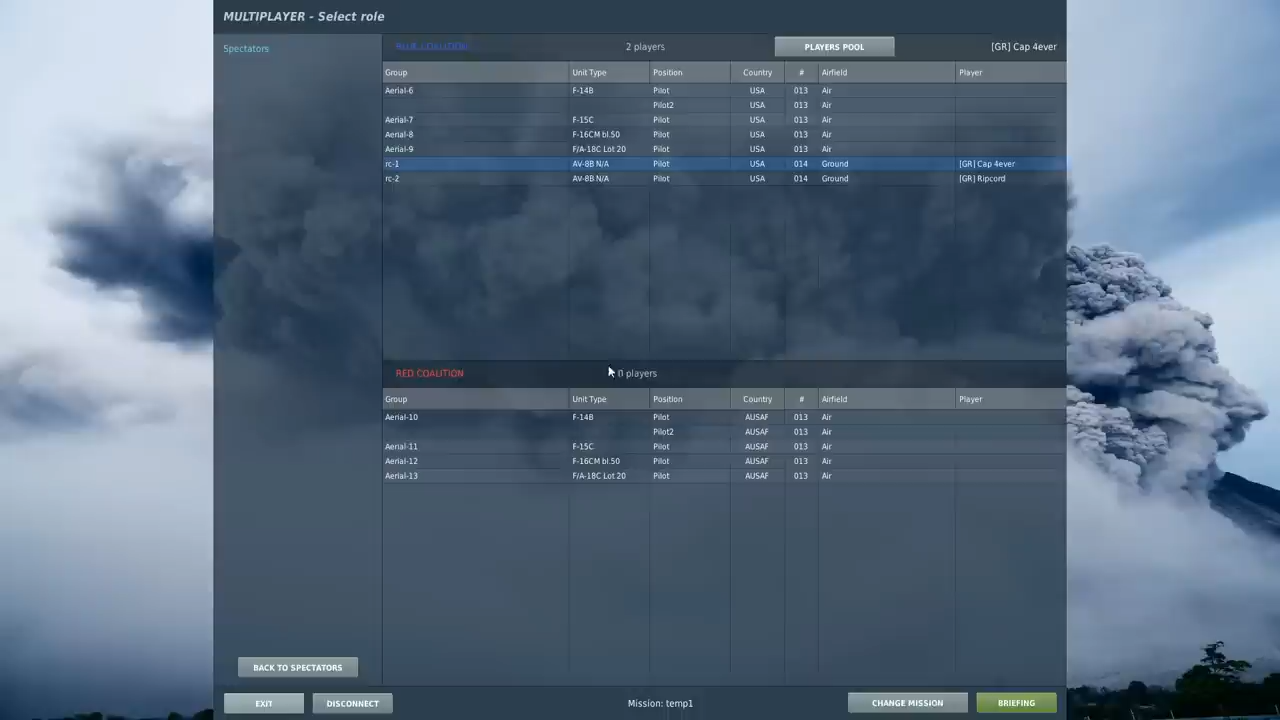 MULTIPLAYER - Select role
Spectators
BLUE COALITION 2 players PLAYERS POOL [GR] Cap 4ever
Group Unit Type Position Country # Airfield Player
Aerial-6 F-14B Pilot USA 013 Air
Pilot2 USA 013 Air
Aerial-7 F-15C Pilot USA 013 Air
Aerial-8 F-16CM bl.50 Pilot USA 013 Air
Aerial-9 F/A-18C Lot 20 Pilot USA 013 Air
rc-1 AV-8B N/A Pilot USA 014 Ground [GR] Cap 4ever
rc-2 AV-8B N/A Pilot USA 014 Ground [GR] Ripcord
RED COALITION 0 players
Group Unit Type Position Country # Airfield Player
Aerial-10 F-14B Pilot AUSAF 013 Air
Pilot2 AUSAF 013 Air
Aerial-11 F-15C Pilot AUSAF 013 Air
Aerial-12 F-16CM bl.50 Pilot AUSAF 013 Air
Aerial-13 F/A-18C Lot 20 Pilot AUSAF 013 Air
BACK TO SPECTATORS
EXIT DISCONNECT Mission: temp1 CHANGE MISSION BRIEFING